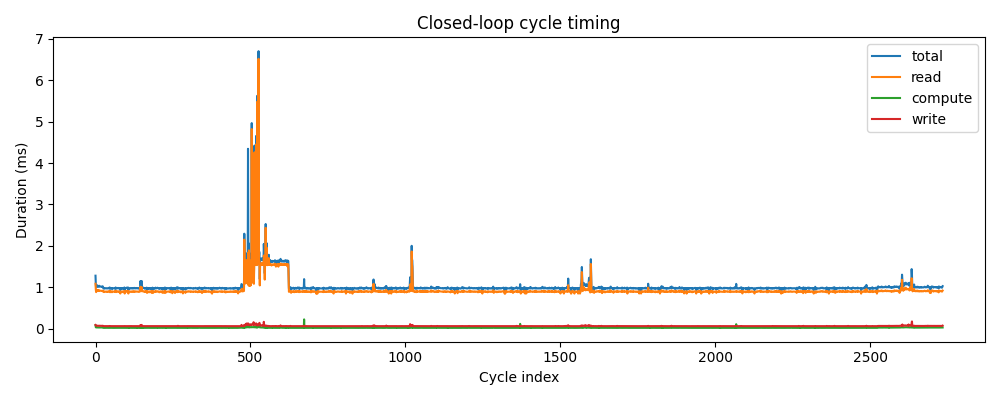 Closed-loop cycle timing
Duration (ms)
7
6
5
4
3
2
1
0
total
read
compute
write
0
500
1000
1500
2000
2500
Cycle index